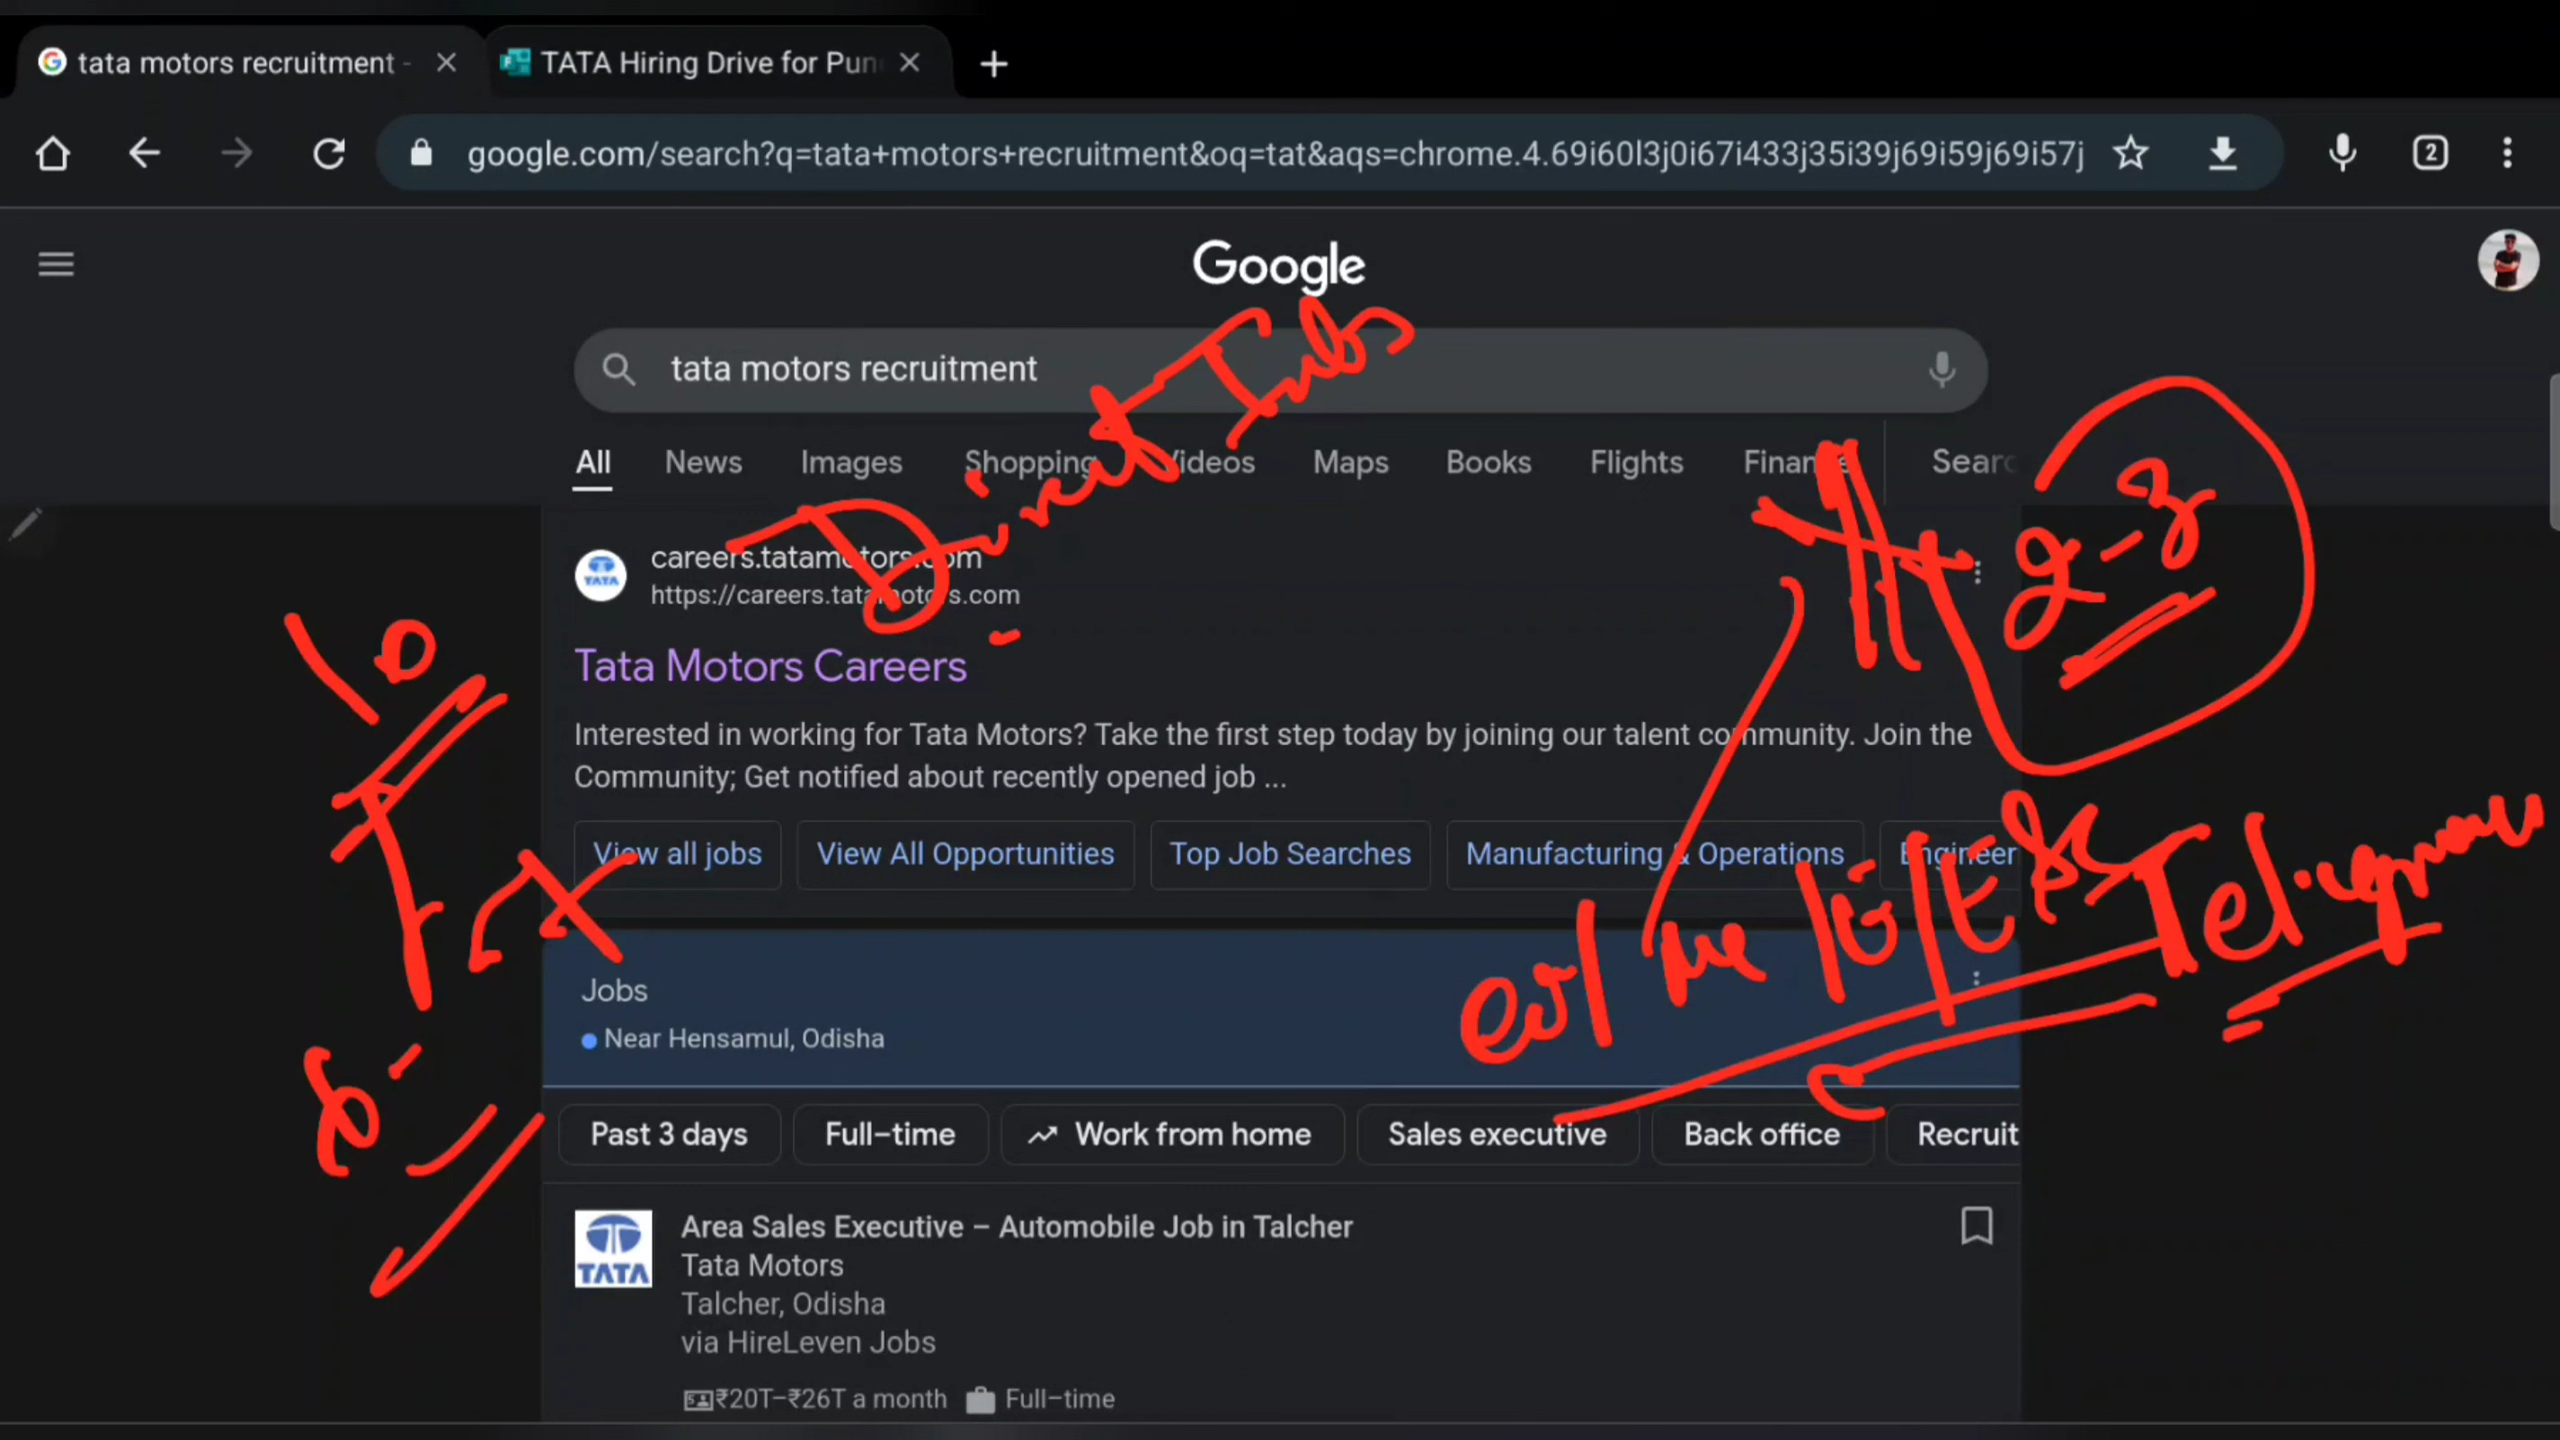 tata motors recruitment -
TATA Hiring Drive for Pun
google.com/search?q=tata+motors+recruitment&oq=tat&aqs=chrome.4.69i60l3j0i67i433j35i39j69i59j69i57j
2
Google
tata motors recruitment
All News Images Shopping Videos Maps Books Flights Finance Searc
careers.tatamotors.com
https://careers.tatamotors.com
Tata Motors Careers
Interested in working for Tata Motors? Take the first step today by joining our talent community. Join the
Community; Get notified about recently opened job ...
View all jobs View All Opportunities Top Job Searches Manufacturing & Operations Engineer
Jobs
Near Hensamul, Odisha
Past 3 days Full-time Work from home Sales executive Back office Recruit
TATA
Area Sales Executive – Automobile Job in Talcher
Tata Motors
Talcher, Odisha
via HireLeven Jobs
₹20T–₹26T a month Full-time
2-3
10
Telegram